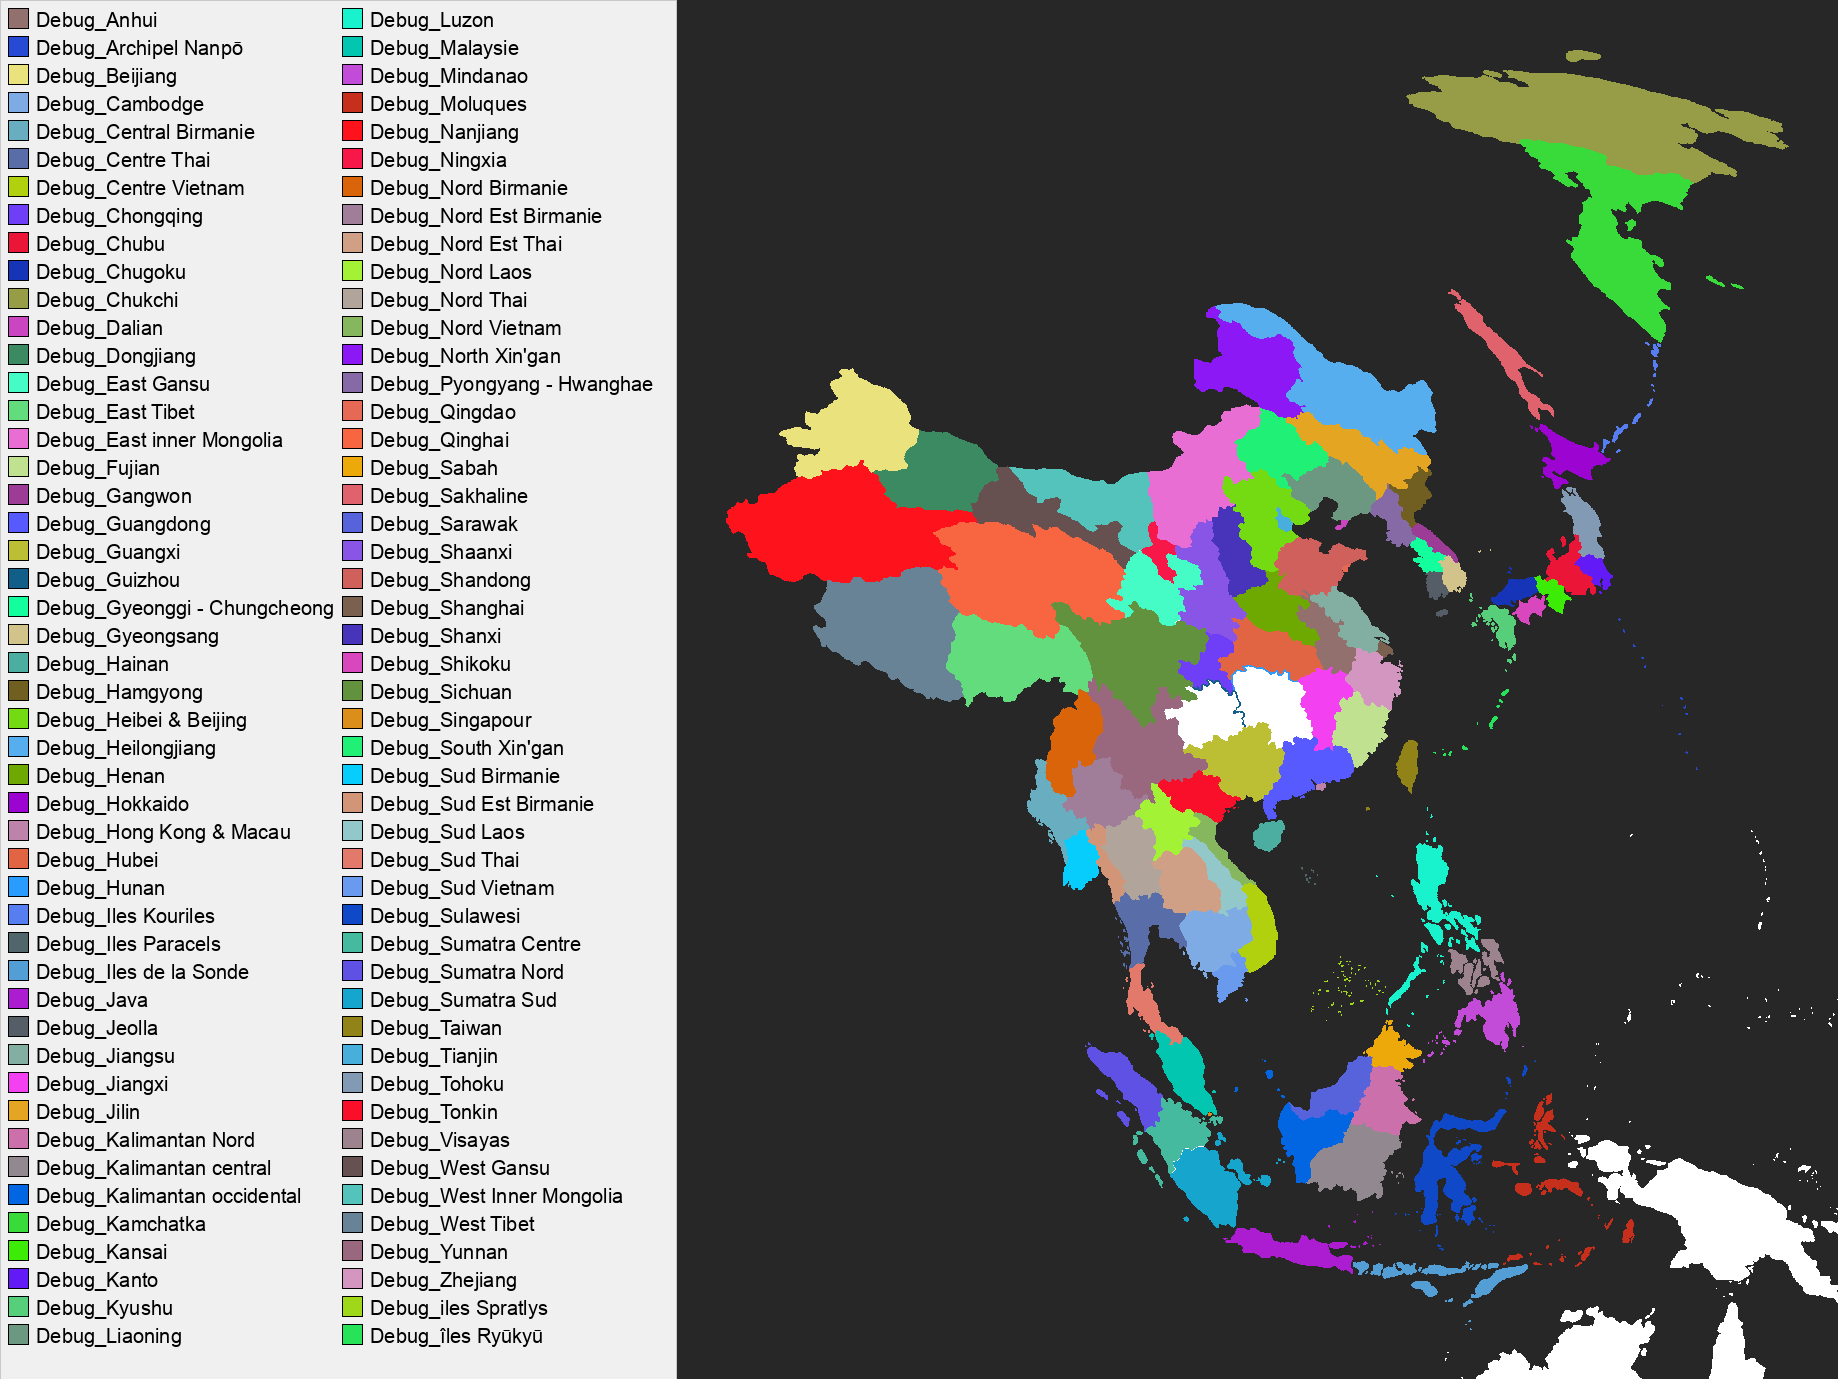 Debug_Anhui
Debug_Archipel Nanpō
Debug_Beijiang
Debug_Cambodge
Debug_Central Birmanie
Debug_Centre Thai
Debug_Centre Vietnam
Debug_Chongqing
Debug_Chubu
Debug_Chugoku
Debug_Chukchi
Debug_Dalian
Debug_Dongjiang
Debug_East Gansu
Debug_East Tibet
Debug_East inner Mongolia
Debug_Fujian
Debug_Gangwon
Debug_Guangdong
Debug_Guangxi
Debug_Guizhou
Debug_Gyeonggi - Chungcheong
Debug_Gyeongsang
Debug_Hainan
Debug_Hamgyong
Debug_Heibei & Beijing
Debug_Heilongjiang
Debug_Henan
Debug_Hokkaido
Debug_Hong Kong & Macau
Debug_Hubei
Debug_Hunan
Debug_Iles Kouriles
Debug_Iles Paracels
Debug_Iles de la Sonde
Debug_Java
Debug_Jeolla
Debug_Jiangsu
Debug_Jiangxi
Debug_Jilin
Debug_Kalimantan Nord
Debug_Kalimantan central
Debug_Kalimantan occidental
Debug_Kamchatka
Debug_Kansai
Debug_Kanto
Debug_Kyushu
Debug_Liaoning
Debug_Luzon
Debug_Malaysie
Debug_Mindanao
Debug_Moluques
Debug_Nanjiang
Debug_Ningxia
Debug_Nord Birmanie
Debug_Nord Est Birmanie
Debug_Nord Est Thai
Debug_Nord Laos
Debug_Nord Thai
Debug_Nord Vietnam
Debug_North Xin'gan
Debug_Pyongyang - Hwanghae
Debug_Qingdao
Debug_Qinghai
Debug_Sabah
Debug_Sakhaline
Debug_Sarawak
Debug_Shaanxi
Debug_Shandong
Debug_Shanghai
Debug_Shanxi
Debug_Shikoku
Debug_Sichuan
Debug_Singapour
Debug_South Xin'gan
Debug_Sud Birmanie
Debug_Sud Est Birmanie
Debug_Sud Laos
Debug_Sud Thai
Debug_Sud Vietnam
Debug_Sulawesi
Debug_Sumatra Centre
Debug_Sumatra Nord
Debug_Sumatra Sud
Debug_Taiwan
Debug_Tianjin
Debug_Tohoku
Debug_Tonkin
Debug_Visayas
Debug_West Gansu
Debug_West Inner Mongolia
Debug_West Tibet
Debug_Yunnan
Debug_Zhejiang
Debug_iles Spratlys
Debug_îles Ryūkyū